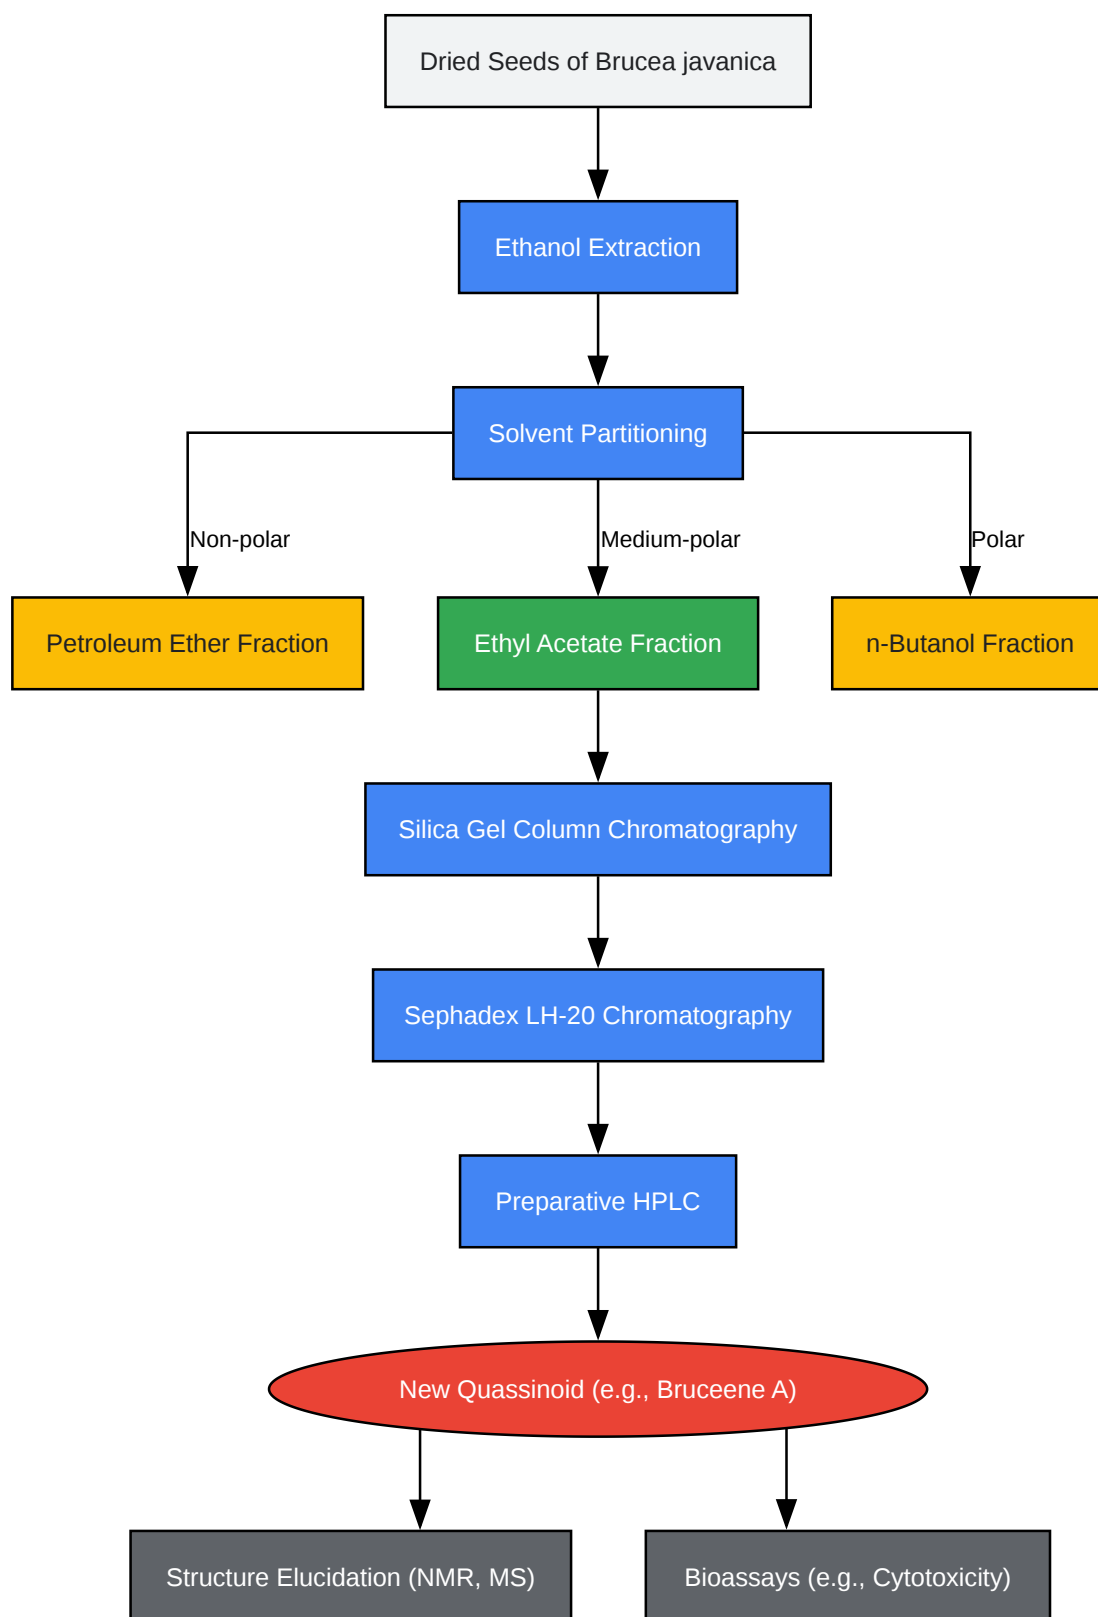 Dried Seeds of Brucea javanica
Ethanol Extraction
Solvent Partitioning
Non-polar
Medium-polar
Polar
Petroleum Ether Fraction
Ethyl Acetate Fraction
n-Butanol Fraction
Silica Gel Column Chromatography
Sephadex LH-20 Chromatography
Preparative HPLC
New Quassinoid (e.g., Bruceene A)
Structure Elucidation (NMR, MS)
Bioassays (e.g., Cytotoxicity)